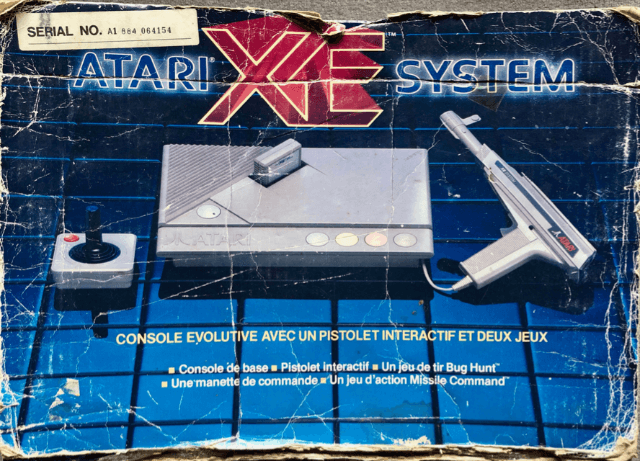 SERIAL NO. A1 884 064154
ATARI® XE™ SYSTEM
ATARI
CONSOLE EVOLUTIVE AVEC UN PISTOLET INTERACTIF ET DEUX JEUX
■ Console de base ■ Pistolet interactif ■ Un jeu de tir Bug Hunt™
■ Une manette de commande ■ Un jeu d'action Missile Command™